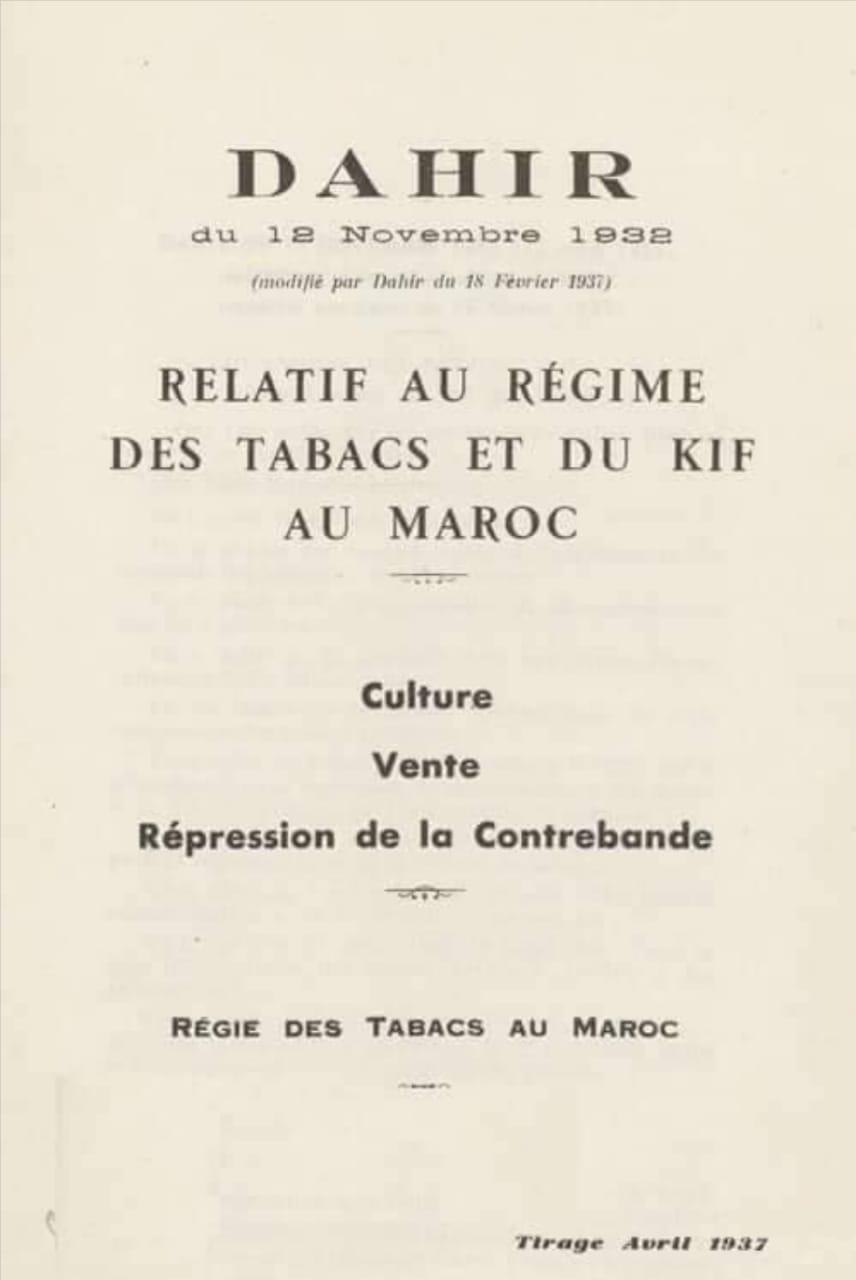 DAHIR
du 12 Novembre 1932
(modifié par Dahir du 18 Février 1937)
RELATIF AU RÉGIME
DES TABACS ET DU KIF
AU MAROC
Culture
Vente
Répression de la Contrebande
RÉGIE DES TABACS AU MAROC
Tirage Avril 1937